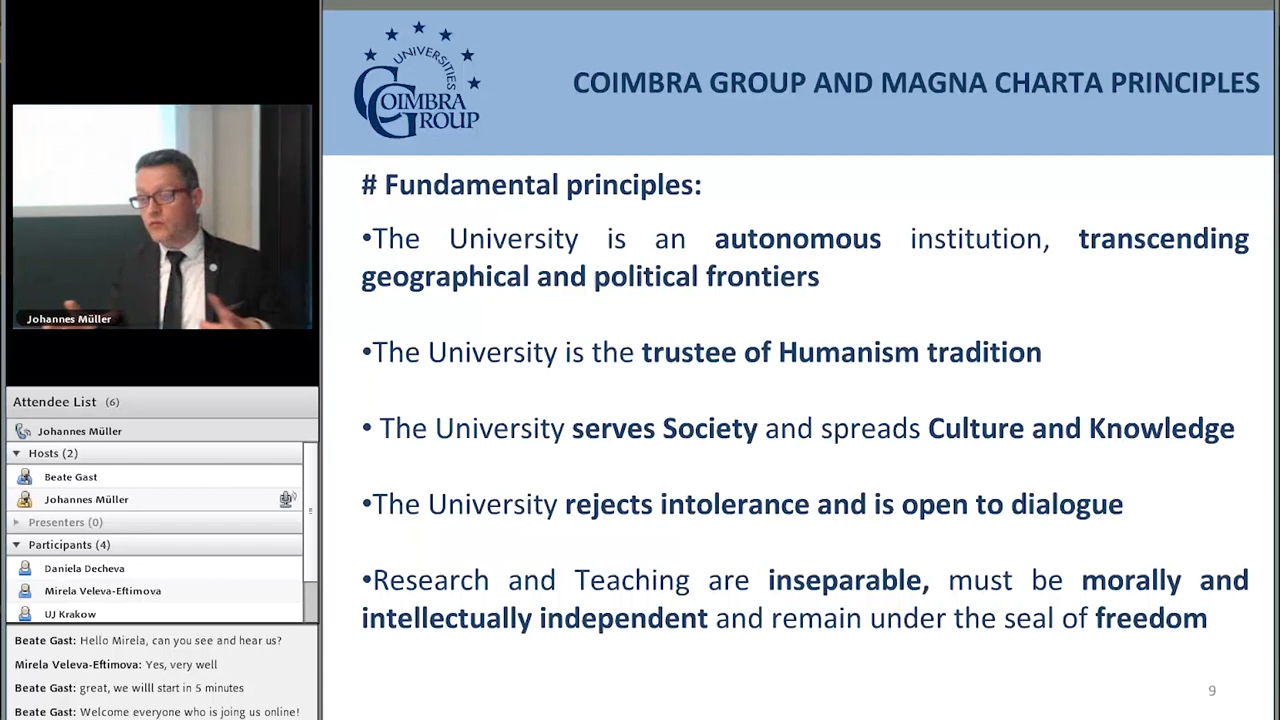 Johannes Müller
Attendee List (6)
Johannes Müller
Hosts (2)
Beate Gast
Johannes Müller
Presenters (0)
Participants (4)
Daniela Decheva
Mirela Veleva-Eftimova
UJ Krakow
Beate Gast: Hello Mirela, can you see and hear us?
Mirela Veleva-Eftimova: Yes, very well
Beate Gast: great, we willl start in 5 minutes
Beate Gast: Welcome everyone who is joing us online!
UNIVERSITIES
COIMBRA
GROUP
COIMBRA GROUP AND MAGNA CHARTA PRINCIPLES
# Fundamental principles:
•The University is an autonomous institution, transcending
geographical and political frontiers
•The University is the trustee of Humanism tradition
• The University serves Society and spreads Culture and Knowledge
•The University rejects intolerance and is open to dialogue
•Research and Teaching are inseparable, must be morally and
intellectually independent and remain under the seal of freedom
9